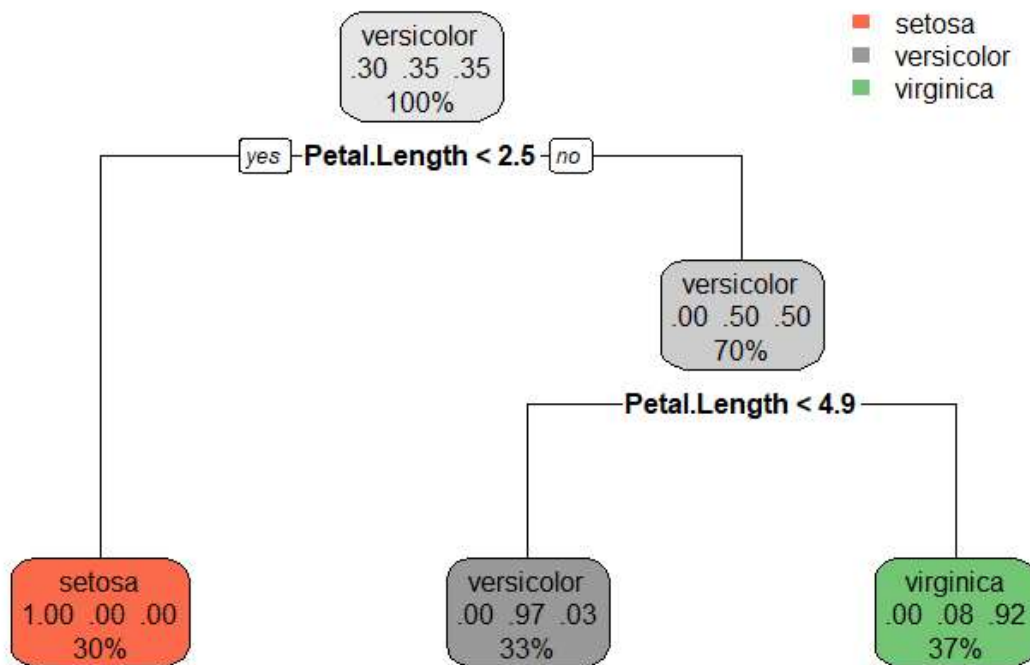 versicolor
.30 .35 .35
100%
setosa
versicolor
virginica
yes Petal.Length < 2.5 no
versicolor
.00 .50 .50
70%
Petal.Length < 4.9
setosa
1.00 .00 .00
30%
versicolor
.00 .97 .03
33%
virginica
.00 .08 .92
37%